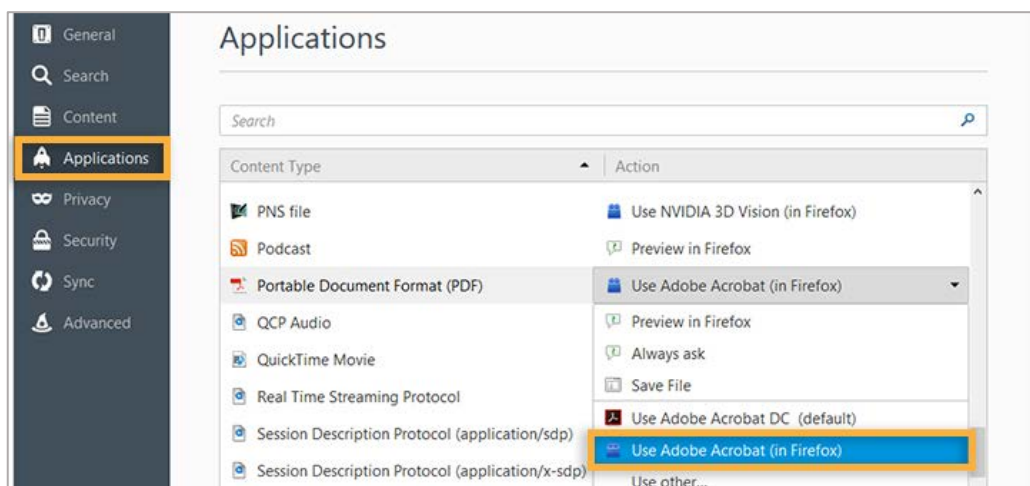 General
Search
Content
Applications
Privacy
Security
Sync
Advanced
Applications
Search
Content Type Action
PNS file Use NVIDIA 3D Vision (in Firefox)
Podcast Preview in Firefox
Portable Document Format (PDF) Use Adobe Acrobat (in Firefox)
QCP Audio
QuickTime Movie
Real Time Streaming Protocol
Session Description Protocol (application/sdp)
Session Description Protocol (application/x-sdp)
Preview in Firefox
Always ask
Save File
Use Adobe Acrobat DC (default)
Use Adobe Acrobat (in Firefox)
Use other...